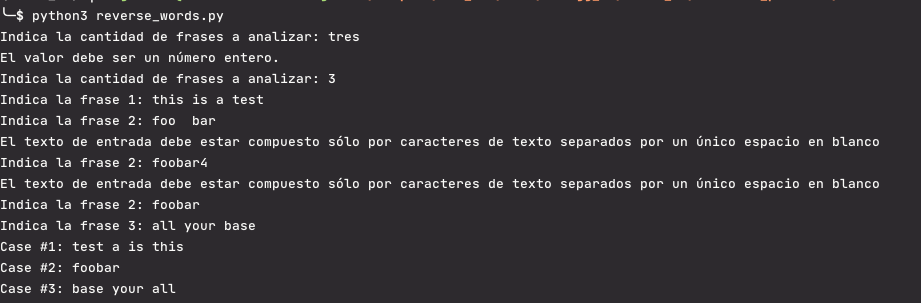 ╰─$ python3 reverse_words.py
Indica la cantidad de frases a analizar: tres
El valor debe ser un número entero.
Indica la cantidad de frases a analizar: 3
Indica la frase 1: this is a test
Indica la frase 2: foo  bar
El texto de entrada debe estar compuesto sólo por caracteres de texto separados por un único espacio en blanco
Indica la frase 2: foobar4
El texto de entrada debe estar compuesto sólo por caracteres de texto separados por un único espacio en blanco
Indica la frase 2: foobar
Indica la frase 3: all your base
Case #1: test a is this
Case #2: foobar
Case #3: base your all